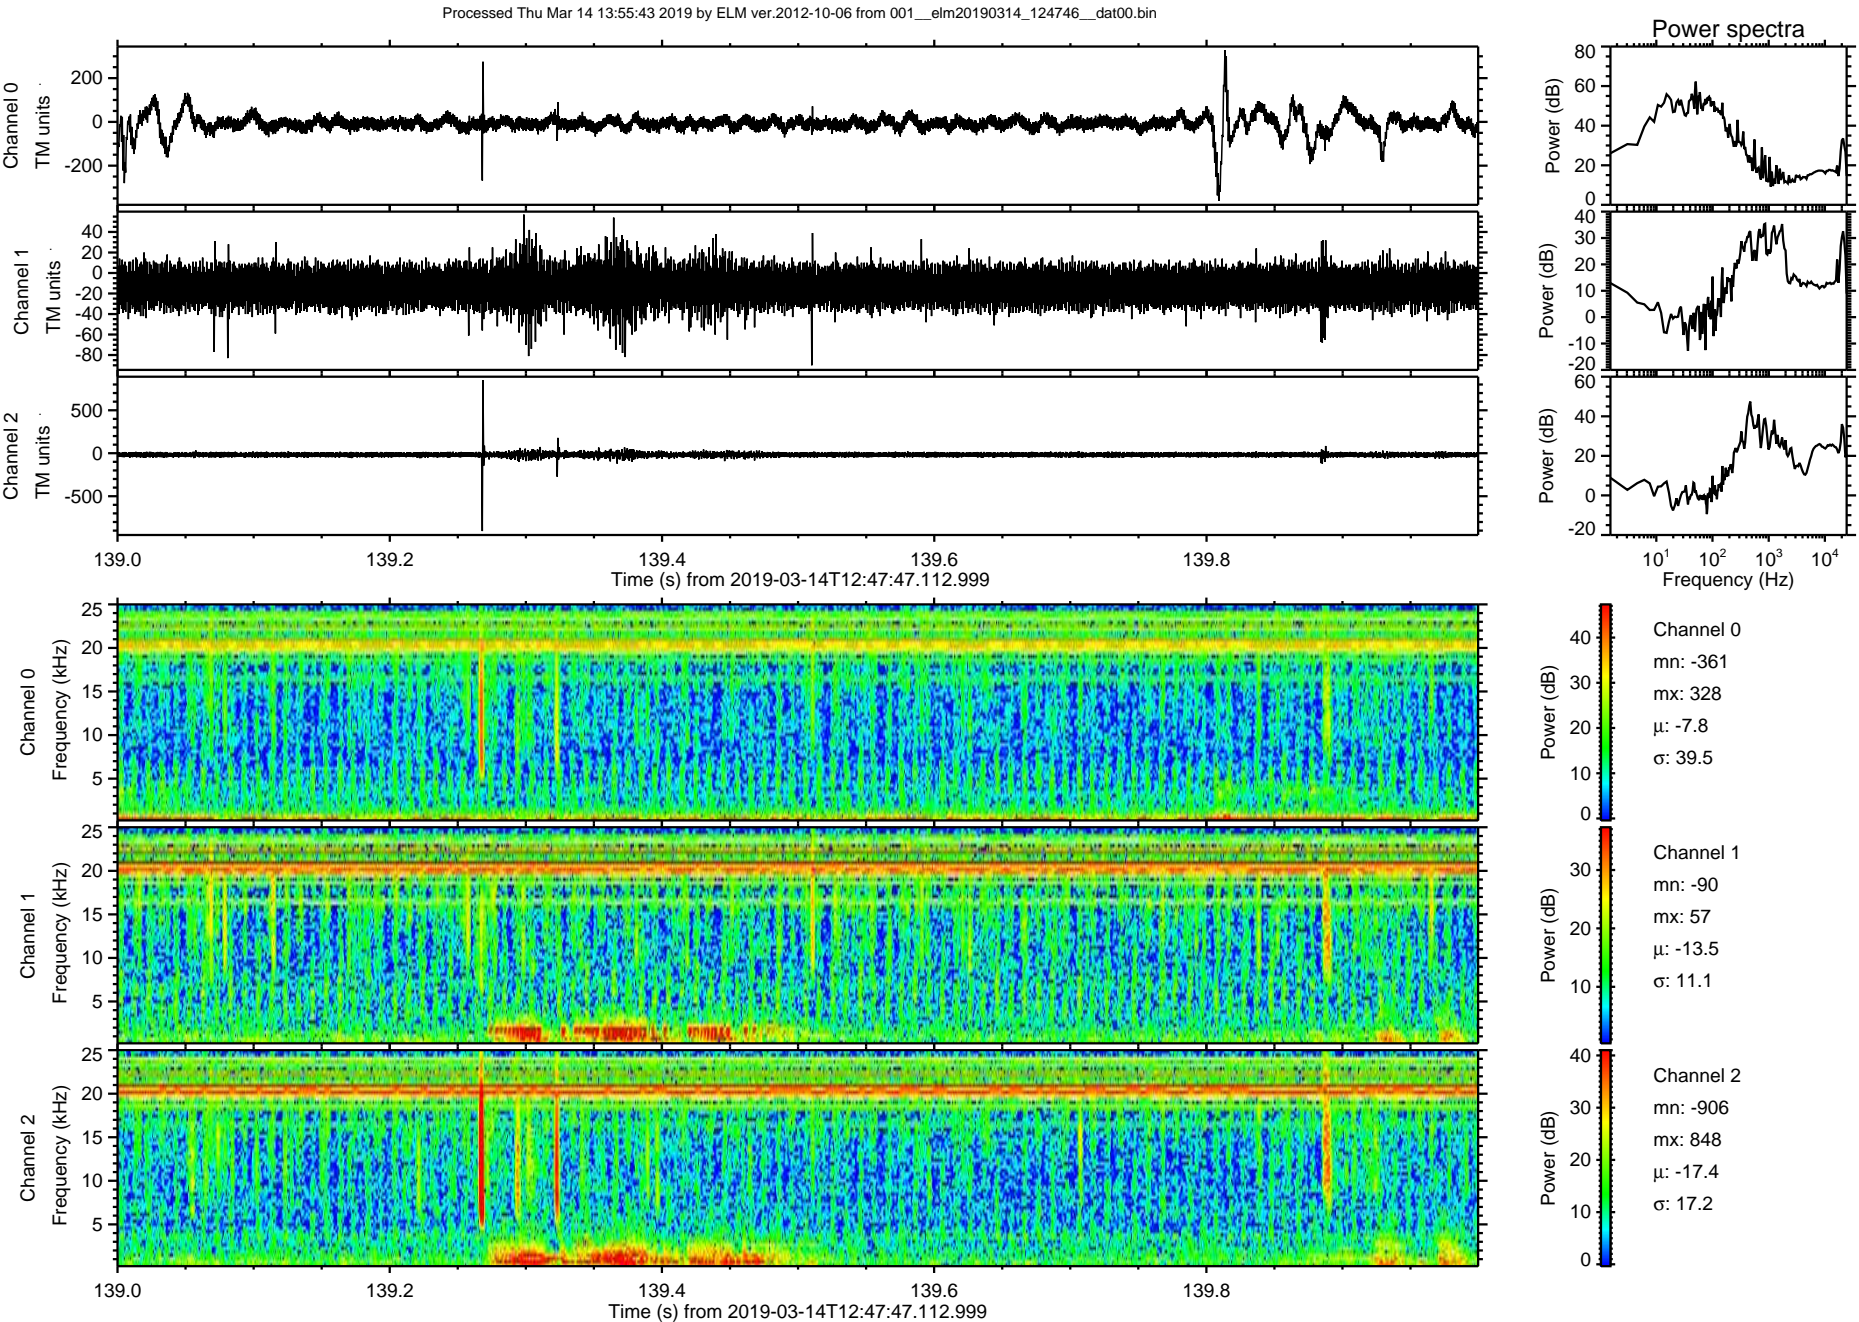 Processed Thu Mar 14 13:55:43 2019 by ELM ver.2012-10-06 from 001__elm20190314_124746__dat00.bin
Power spectra
Channel 0
TM units
200
0
-200
Power (dB)
80
60
40
20
0
Channel 1
TM units
40
20
0
-20
-40
-60
-80
Power (dB)
40
30
20
10
0
-10
-20
Channel 2
TM units
500
0
-500
Power (dB)
60
40
20
0
-20
139.0 139.2 139.4 139.6 139.8
Time (s) from 2019-03-14T12:47:47.112.999
10¹ 10² 10³ 10⁴
Frequency (Hz)
Channel 0
Frequency (kHz)
25
20
15
10
5
Power (dB)
40
30
20
10
0
Channel 0
mn: -361
mx: 328
μ: -7.8
σ: 39.5
Channel 1
Frequency (kHz)
25
20
15
10
5
Power (dB)
30
20
10
Channel 1
mn: -90
mx: 57
μ: -13.5
σ: 11.1
Channel 2
Frequency (kHz)
25
20
15
10
5
Power (dB)
40
30
20
10
0
Channel 2
mn: -906
mx: 848
μ: -17.4
σ: 17.2
139.0 139.2 139.4 139.6 139.8
Time (s) from 2019-03-14T12:47:47.112.999